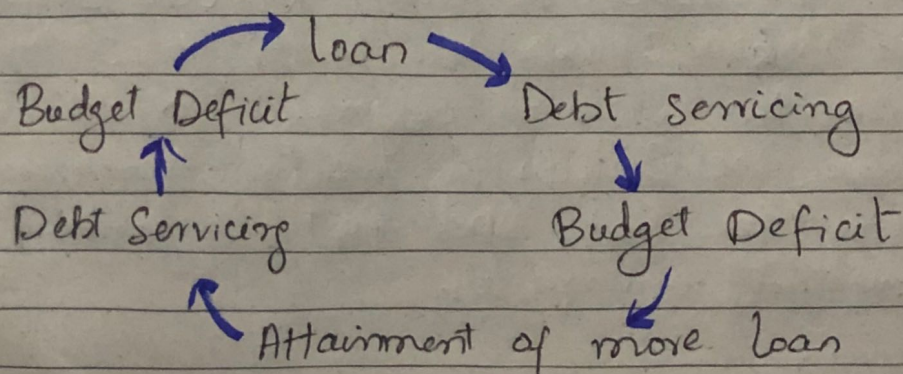 loan
Budget Deficit
Debt Servicing
Budget Deficit
Attainment of more loan
Debt Servicing